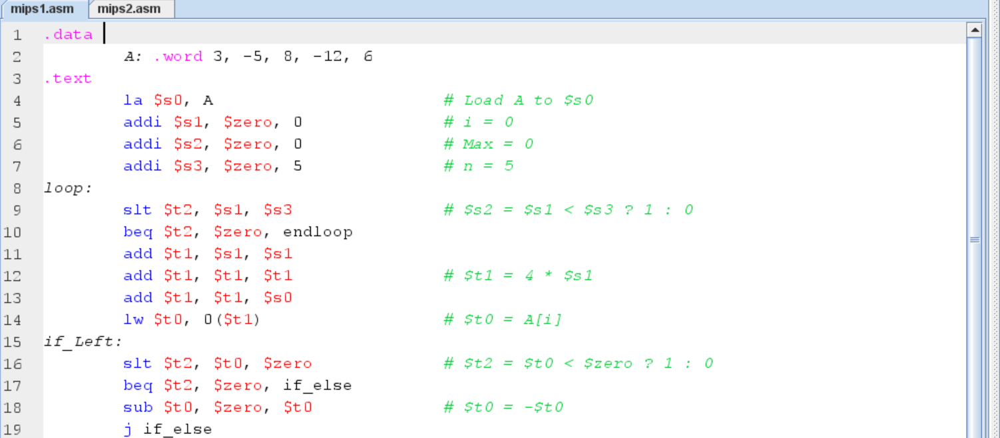 mips1.asm mips2.asm
1 .data
2 A: .word 3, -5, 8, -12, 6
3 .text
4 la $s0, A # Load A to $s0
5 addi $s1, $zero, 0 # i = 0
6 addi $s2, $zero, 0 # Max = 0
7 addi $s3, $zero, 5 # n = 5
8 loop:
9 slt $t2, $s1, $s3 # $s2 = $s1 < $s3 ? 1 : 0
10 beq $t2, $zero, endloop
11 add $t1, $s1, $s1
12 add $t1, $t1, $t1 # $t1 = 4 * $s1
13 add $t1, $t1, $s0
14 lw $t0, 0($t1) # $t0 = A[i]
15 if_Left:
16 slt $t2, $t0, $zero # $t2 = $t0 < $zero ? 1 : 0
17 beq $t2, $zero, if_else
18 sub $t0, $zero, $t0 # $t0 = -$t0
19 j if_else